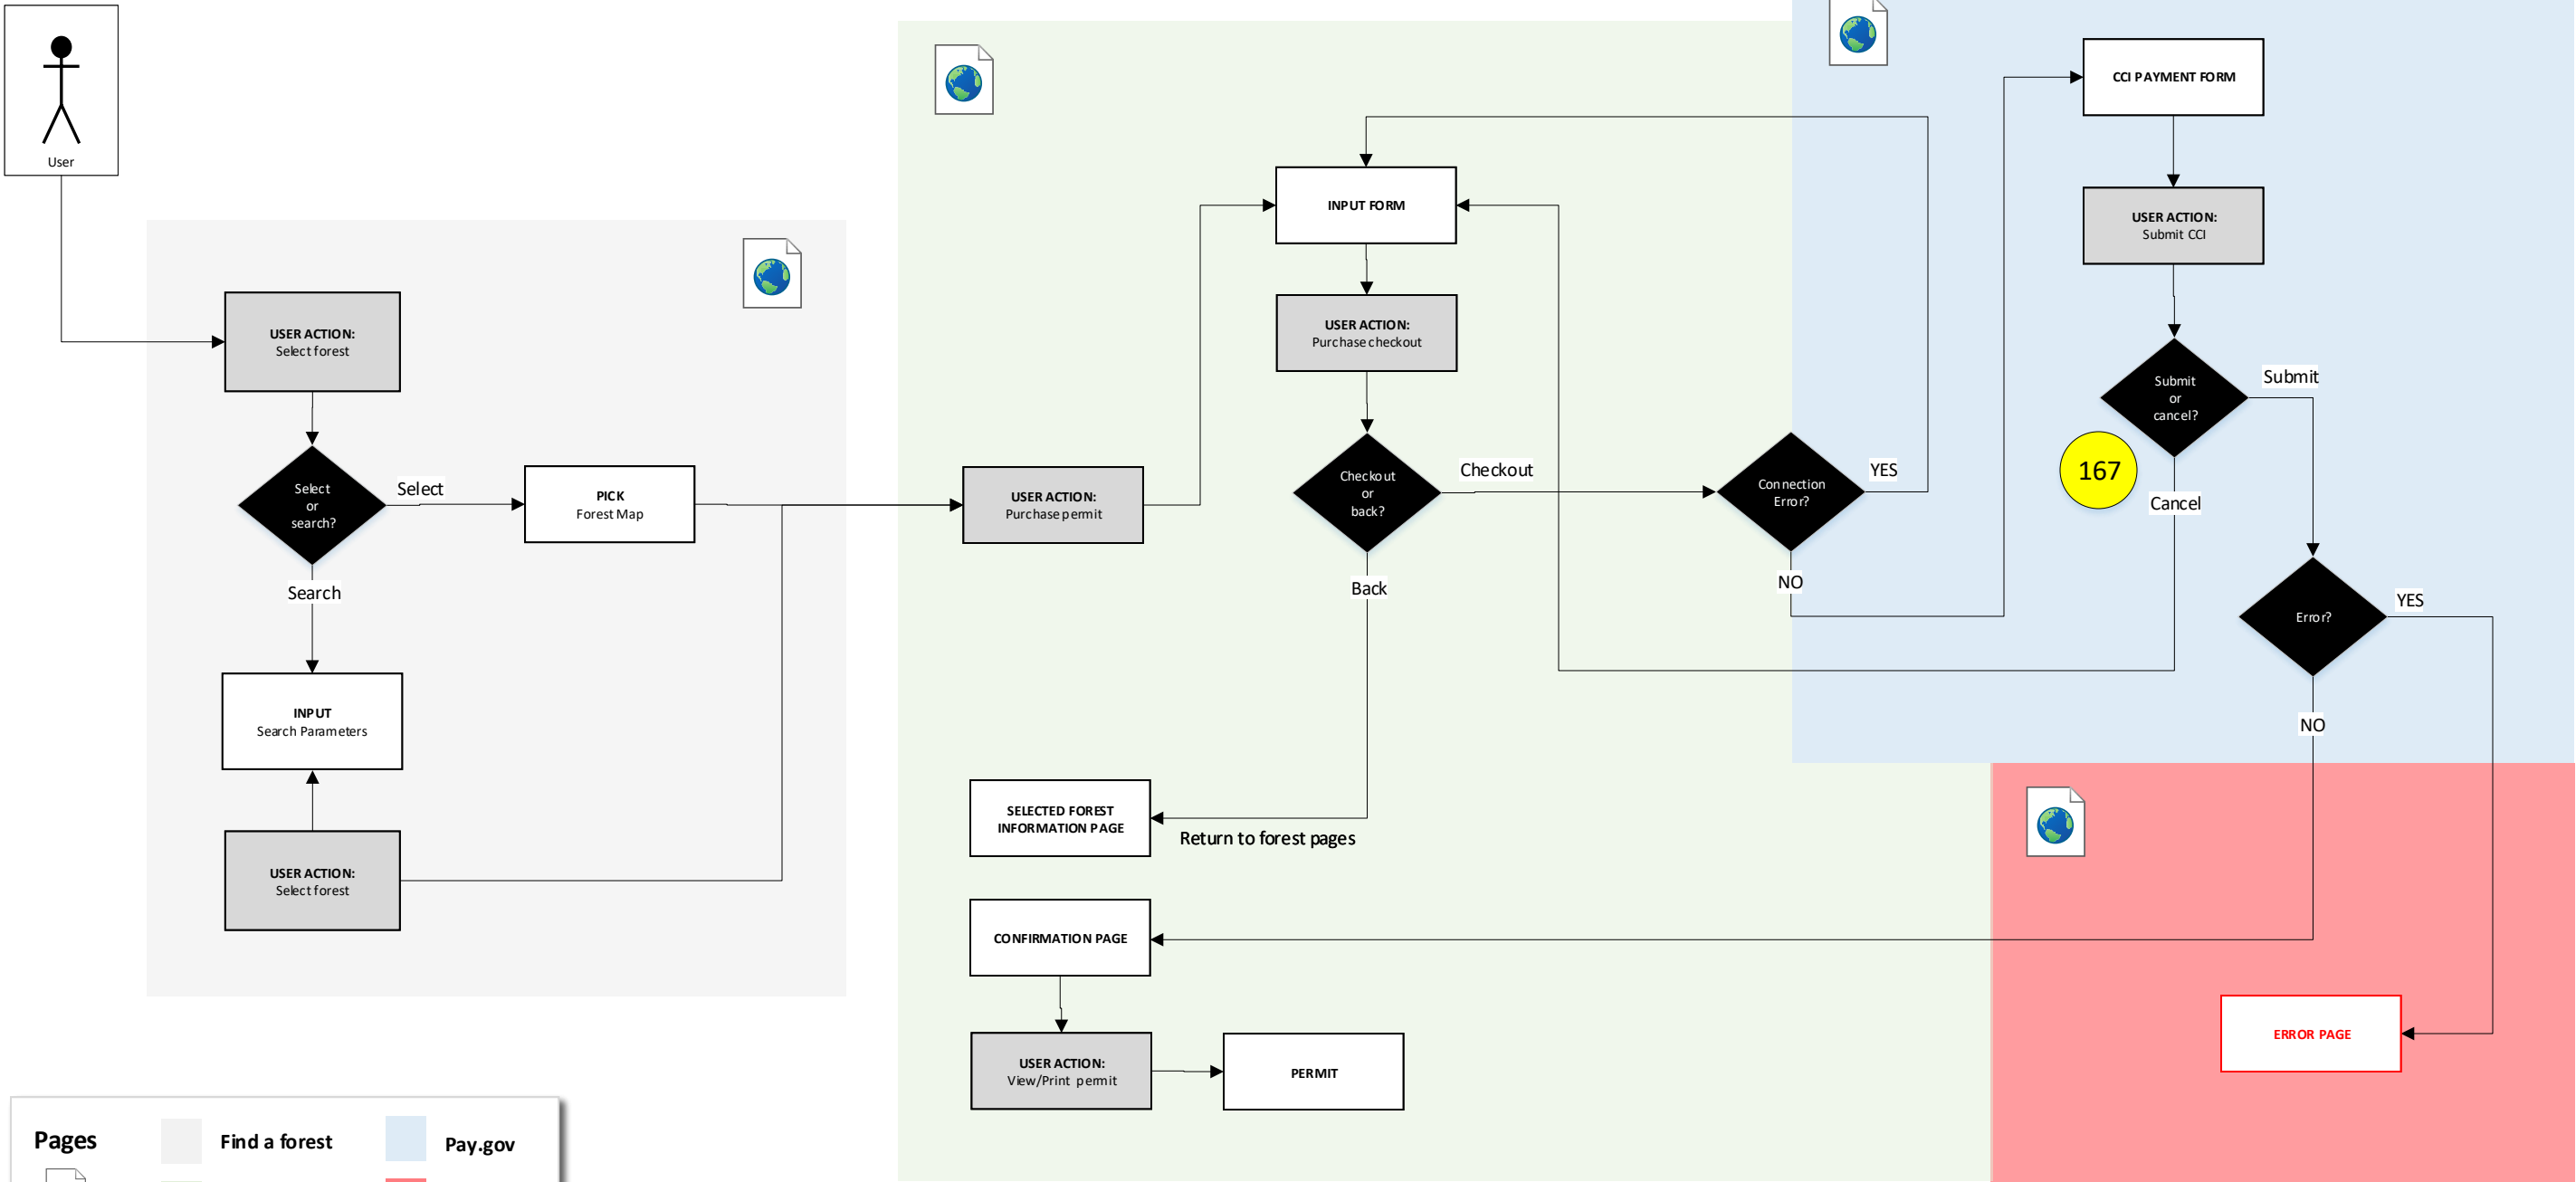 User
USER ACTION:
Select forest
Select
or
search?
Select
PICK
Forest Map
Search
INPUT
Search Parameters
USER ACTION:
Select forest
USER ACTION:
Purchase permit
INPUT FORM
USER ACTION:
Purchase checkout
Checkout
or
back?
Checkout
Back
Connection
Error?
YES
NO
SELECTED FOREST
INFORMATION PAGE
Return to forest pages
CONFIRMATION PAGE
USER ACTION:
View/Print permit
PERMIT
CCI PAYMENT FORM
USER ACTION:
Submit CCI
Submit
or
cancel?
Submit
167
Cancel
Error?
YES
NO
ERROR PAGE
Pages
Find a forest
Pay.gov